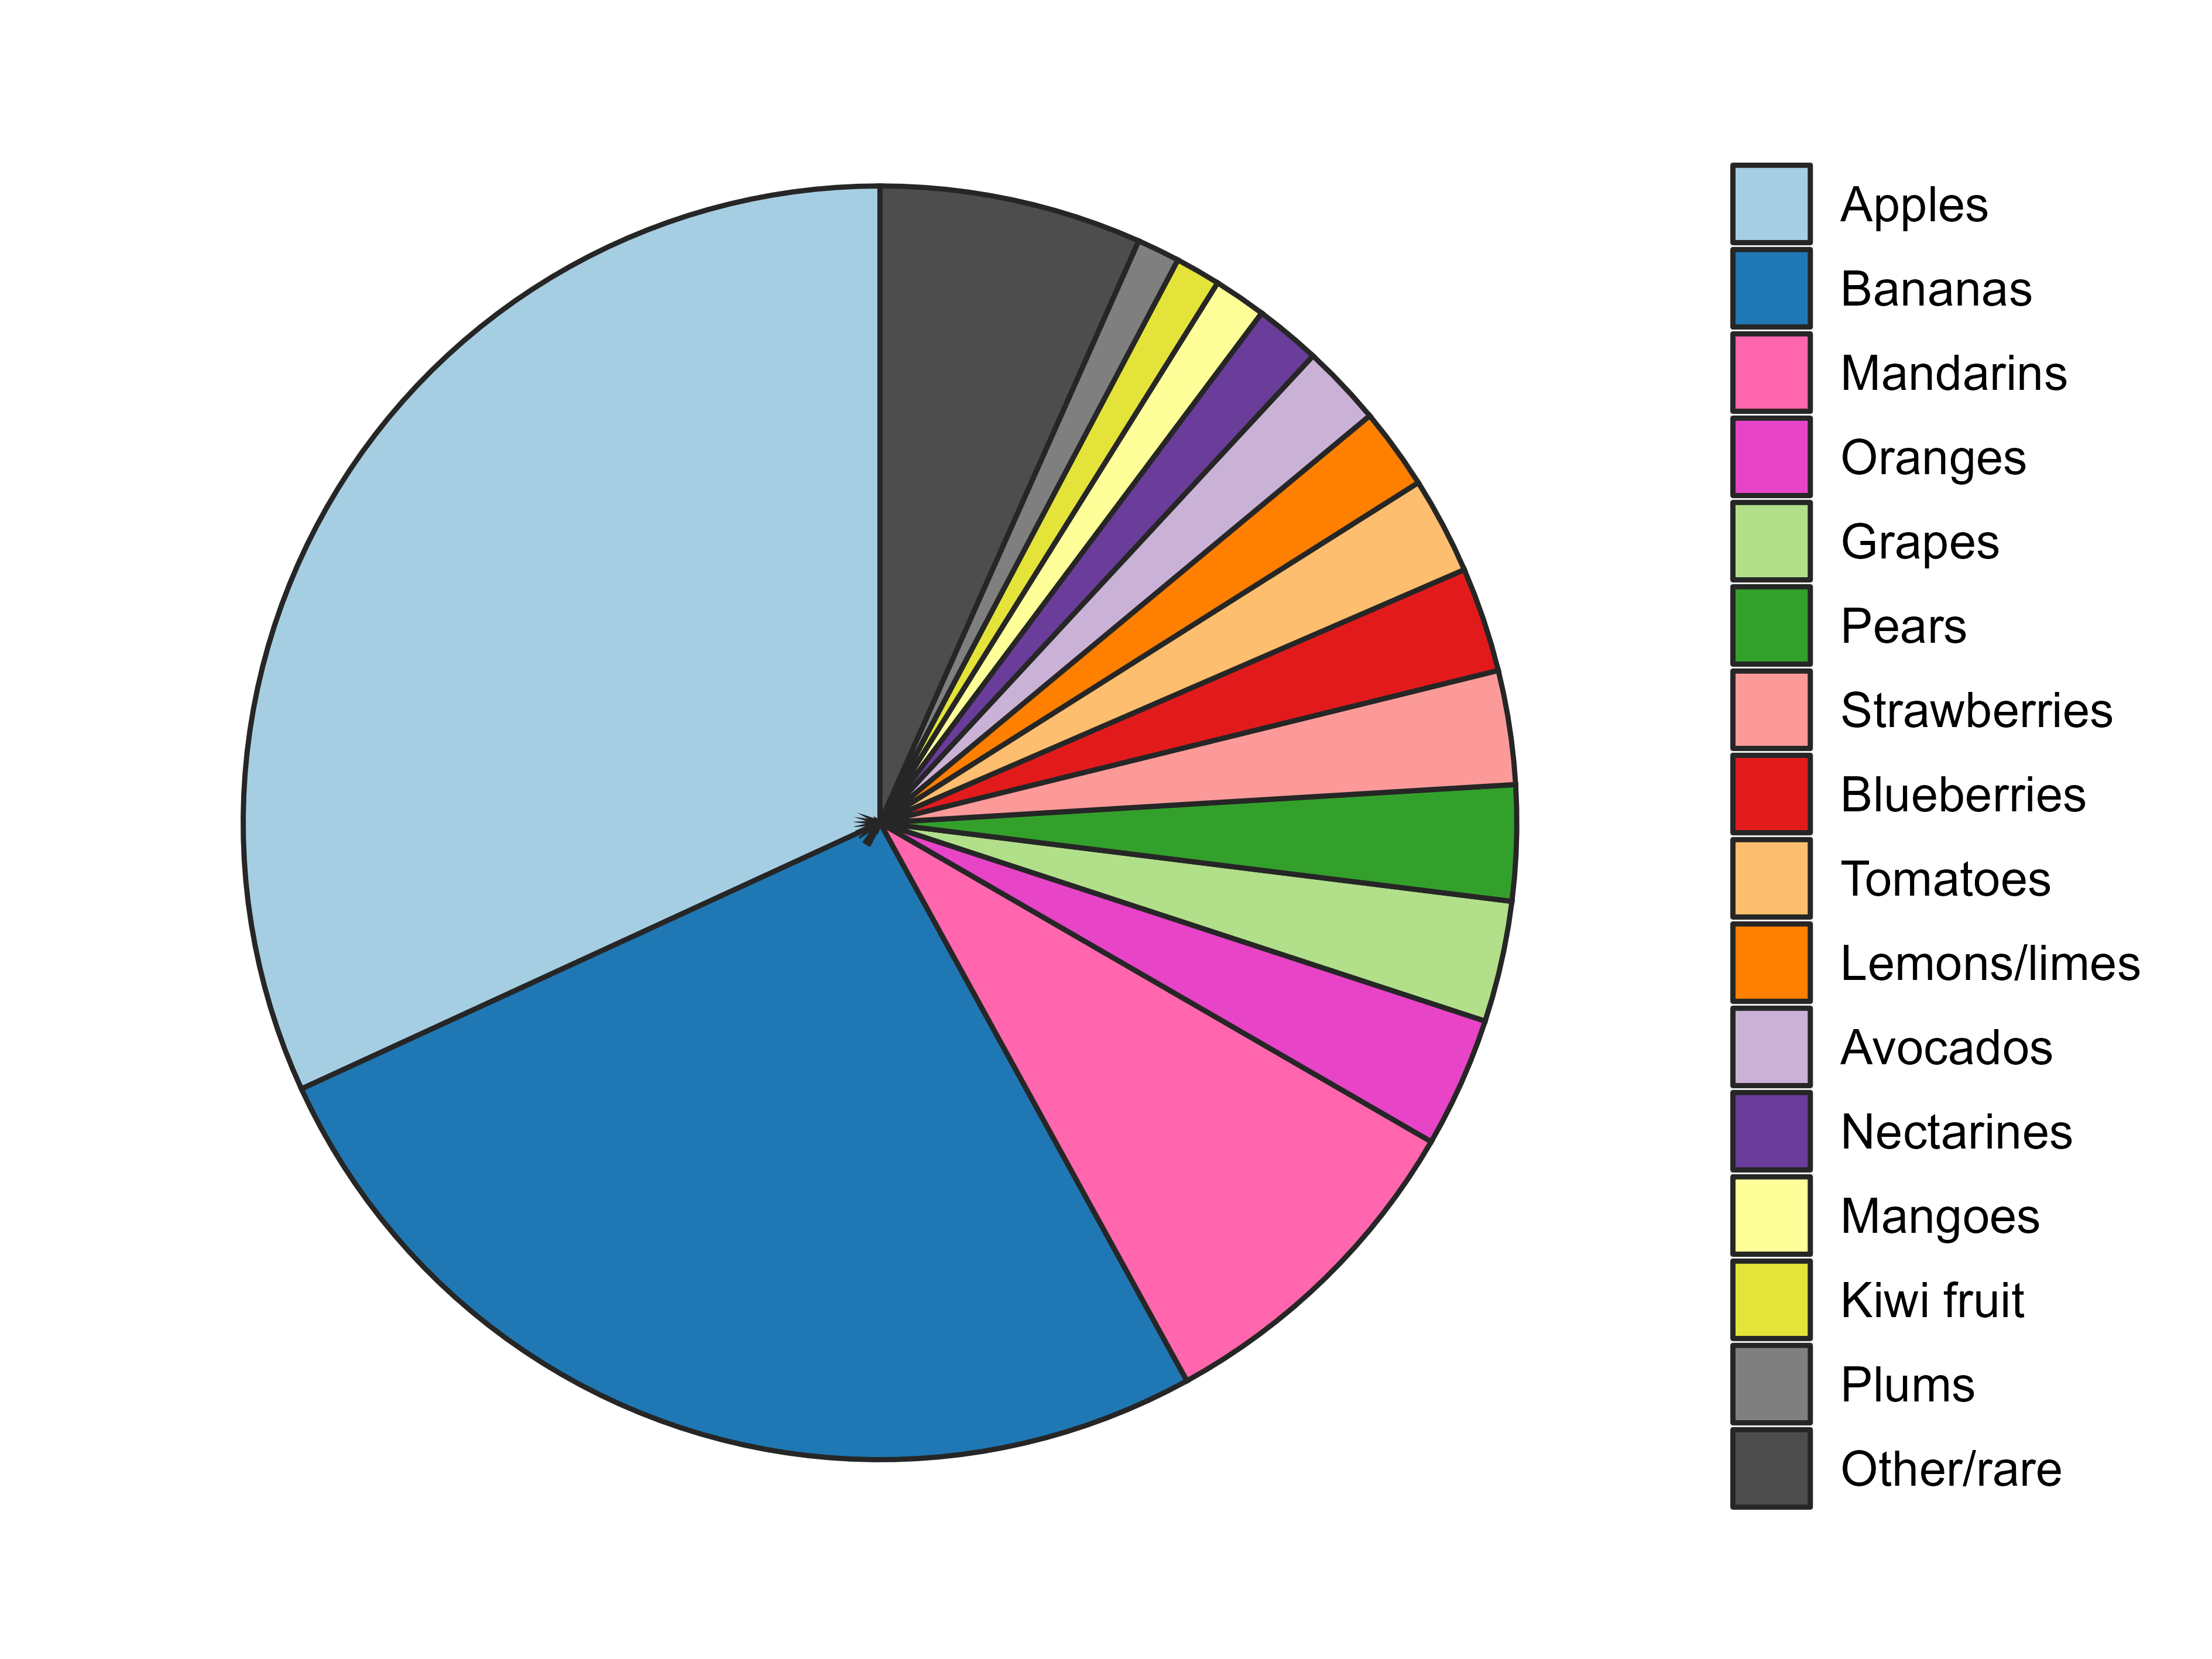 Apples
Bananas
Mandarins
Oranges
Grapes
Pears
Strawberries
Blueberries
Tomatoes
Lemons/limes
Avocados
Nectarines
Mangoes
Kiwi fruit
Plums
Other/rare